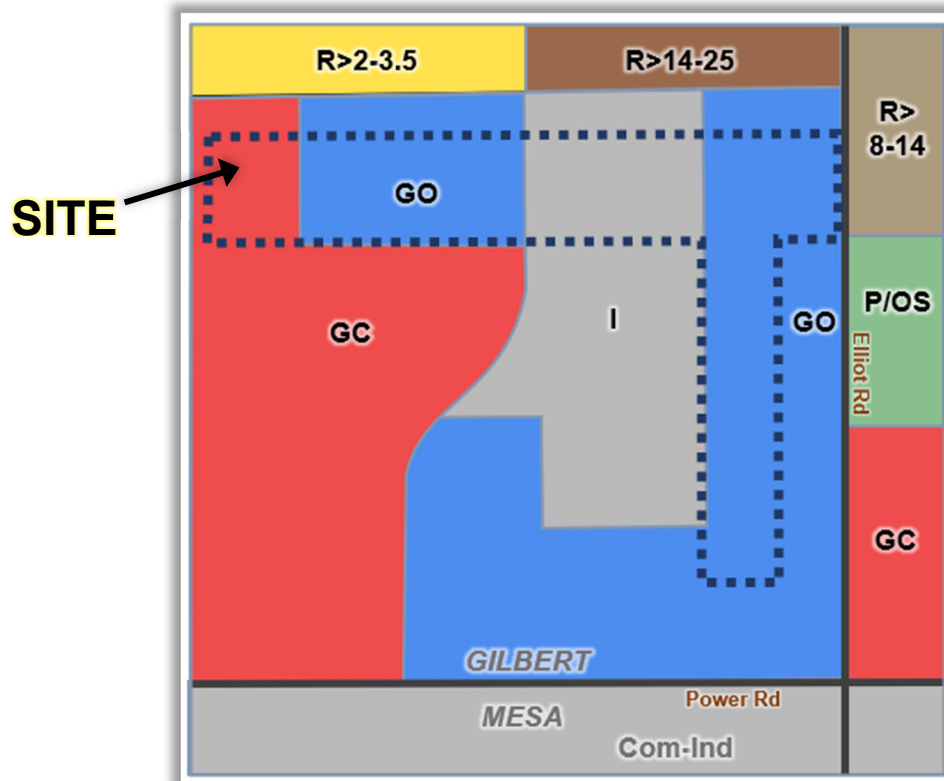 R>2-3.5
R>14-25
R>
8-14
SITE
GO
P/OS
I
GO
GC
Elliot Rd
GC
GILBERT
Power Rd
MESA
Com-Ind